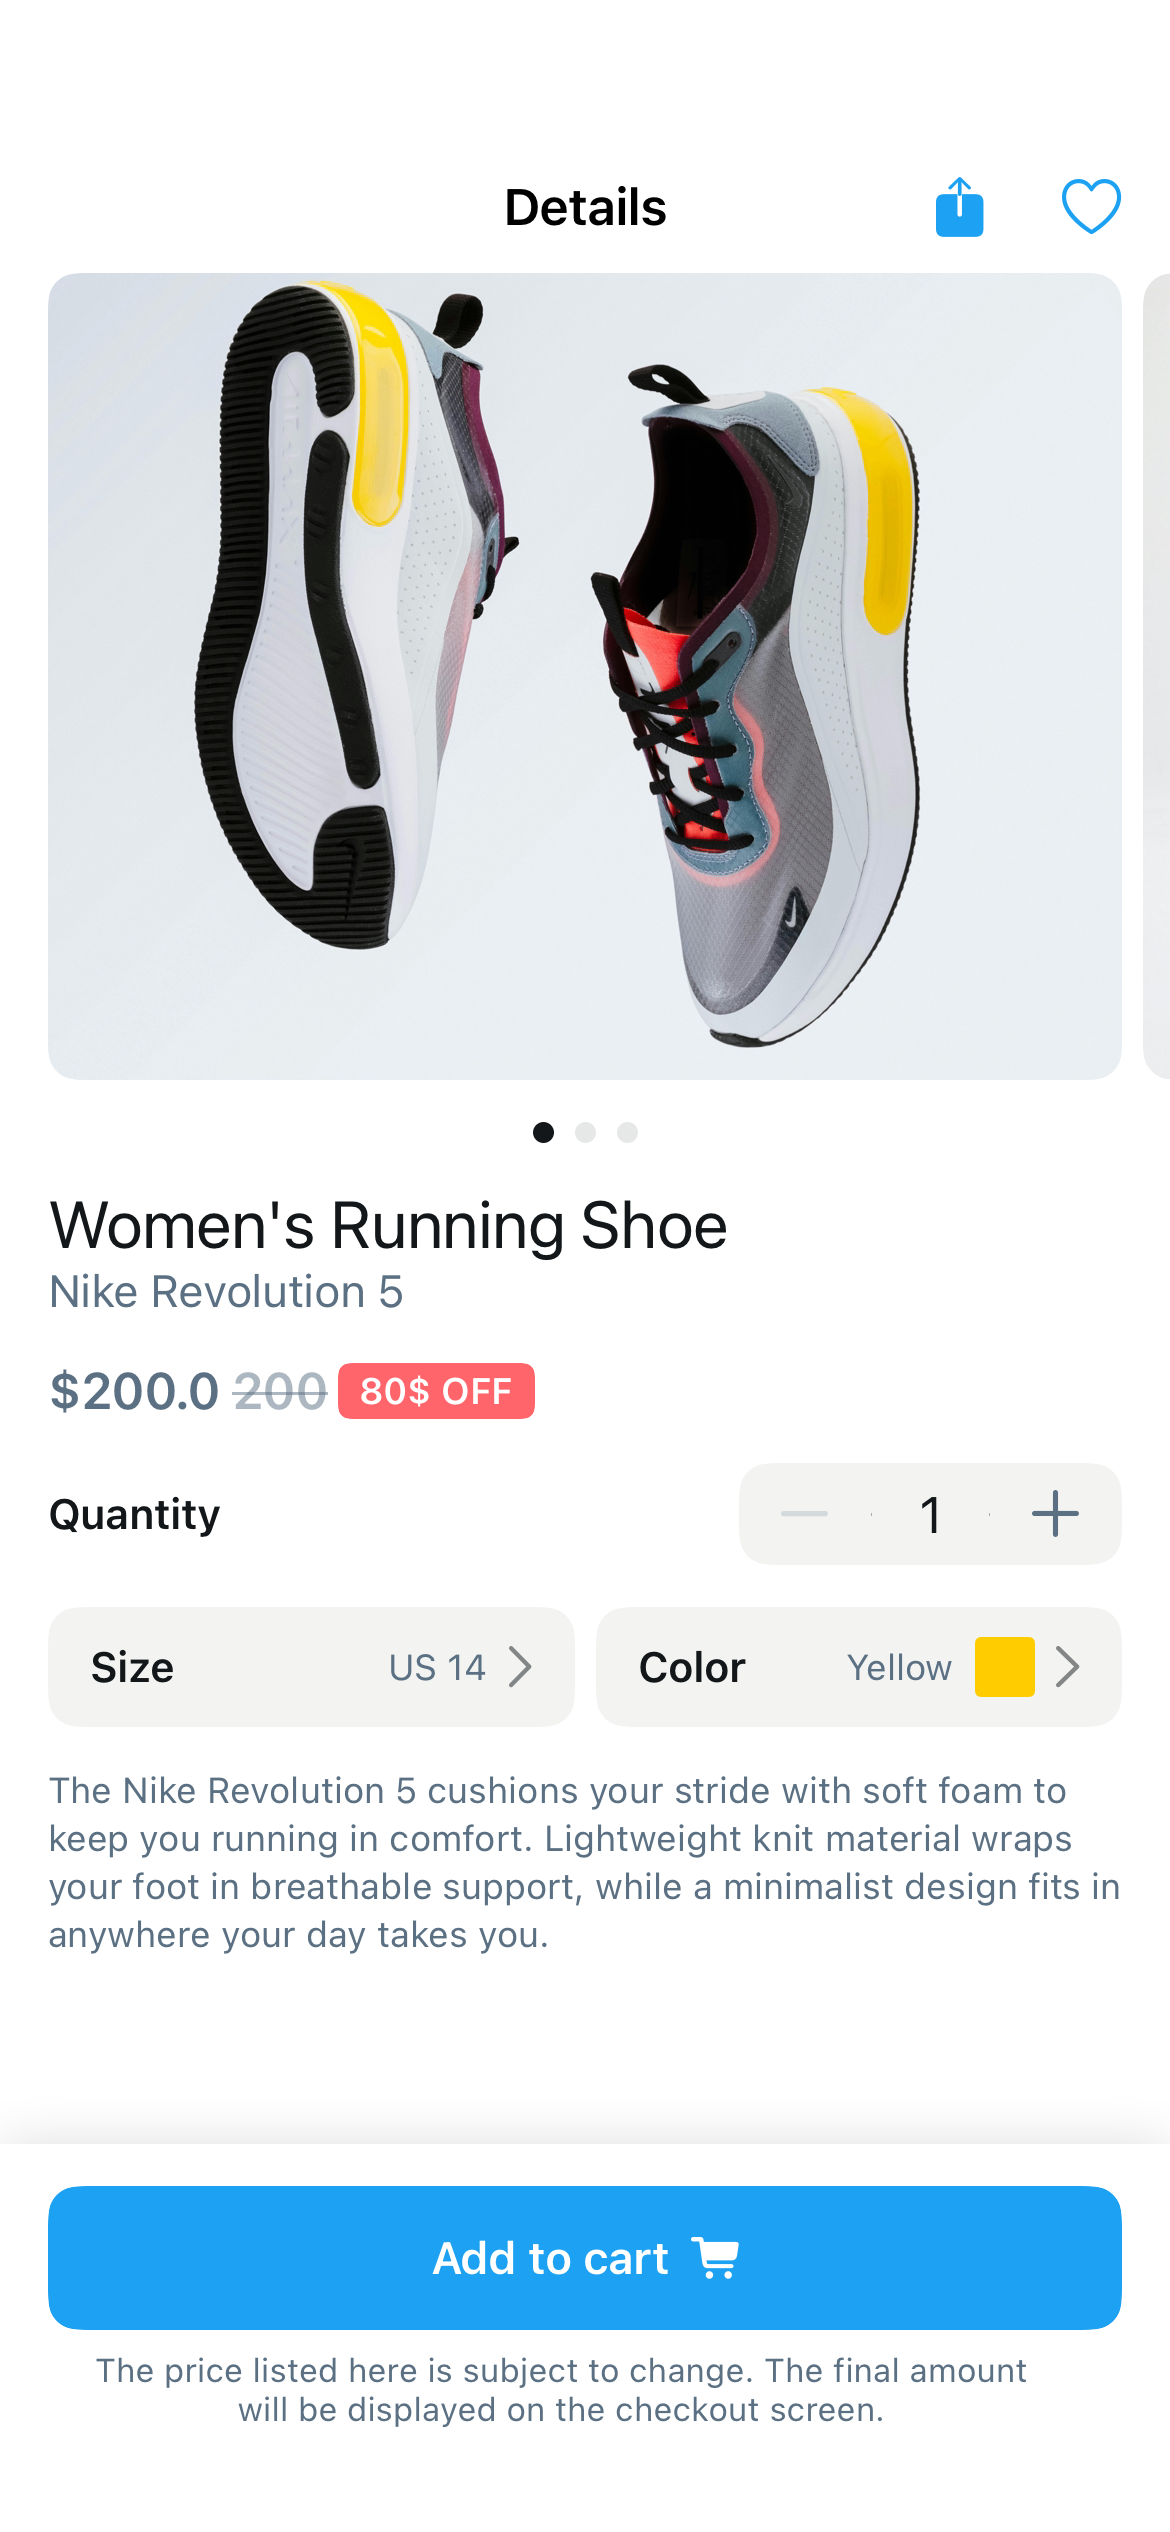 Details
Women's Running Shoe
Nike Revolution 5
$200.0 200 80$ OFF
Quantity 1
Size US 14 Color Yellow
The Nike Revolution 5 cushions your stride with soft foam to
keep you running in comfort. Lightweight knit material wraps
your foot in breathable support, while a minimalist design fits in
anywhere your day takes you.
Add to cart
The price listed here is subject to change. The final amount
will be displayed on the checkout screen.